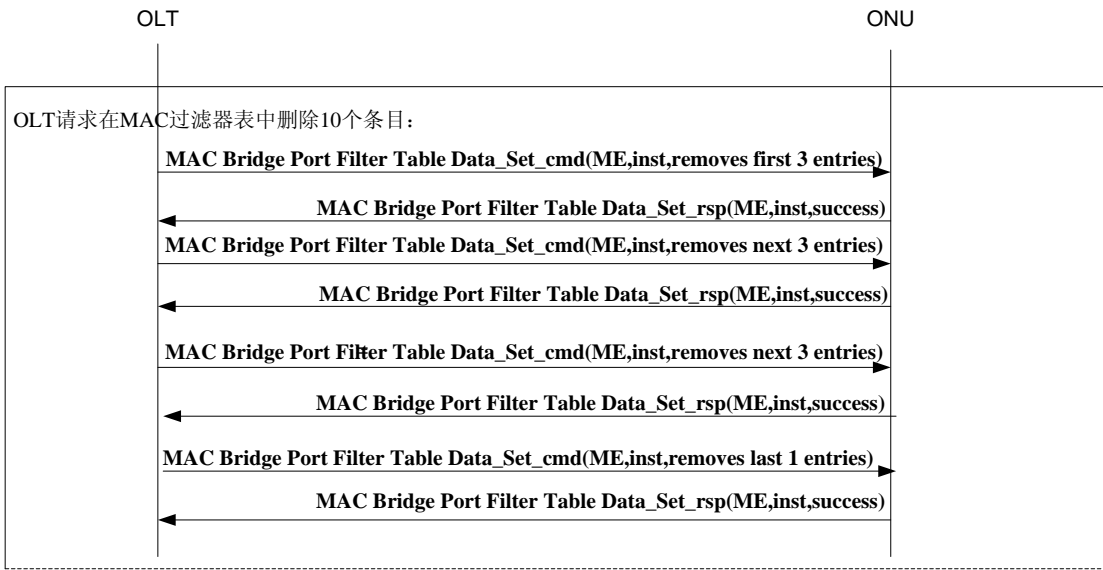 OLT ONU
OLT请求在MAC过滤器表中删除10个条目：
MAC Bridge Port Filter Table Data_Set_cmd(ME,inst,removes first 3 entries)
MAC Bridge Port Filter Table Data_Set_rsp(ME,inst,success)
MAC Bridge Port Filter Table Data_Set_cmd(ME,inst,removes next 3 entries)
MAC Bridge Port Filter Table Data_Set_rsp(ME,inst,success)
MAC Bridge Port Filter Table Data_Set_cmd(ME,inst,removes next 3 entries)
MAC Bridge Port Filter Table Data_Set_rsp(ME,inst,success)
MAC Bridge Port Filter Table Data_Set_cmd(ME,inst,removes last 1 entries)
MAC Bridge Port Filter Table Data_Set_rsp(ME,inst,success)